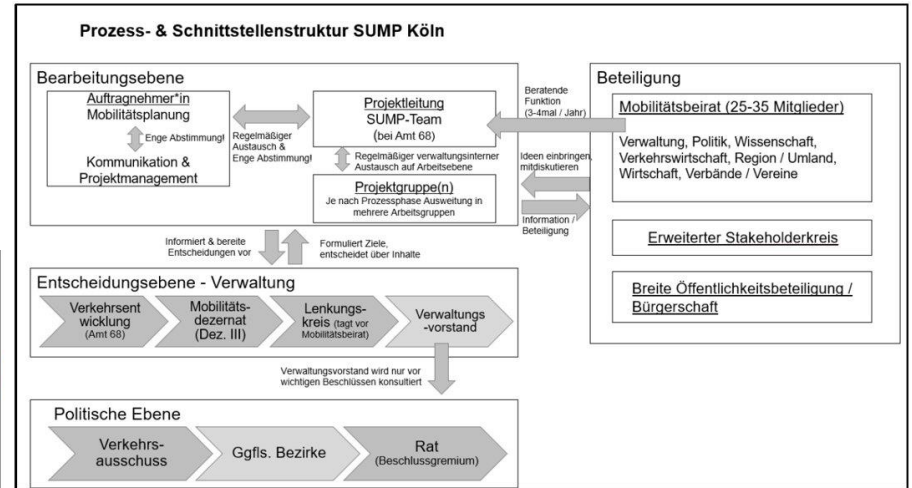 Prozess- & Schnittstellenstruktur SUMP Köln
Bearbeitungsebene
Auftragnehmer*in
Mobilitätsplanung
Enge Abstimmung!
Kommunikation &
Projektmanagement
Regelmäßiger
Austausch &
Enge Abstimmung!
Projektleitung
SUMP-Team
(bei Amt 68)
Regelmäßiger verwaltungsinterner
Austausch auf Arbeitsebene
Projektgruppe(n)
Je nach Prozessphase Ausweitung in
mehrere Arbeitsgruppen
Beratende
Funktion
(3-4mal / Jahr)
Ideen einbringen,
mitdiskutieren
Information /
Beteiligung
Beteiligung
Mobilitätsbeirat (25-35 Mitglieder)
Verwaltung, Politik, Wissenschaft,
Verkehrswirtschaft, Region / Umland,
Wirtschaft, Verbände / Vereine
Erweiterter Stakeholderkreis
Breite Öffentlichkeitsbeteiligung /
Bürgerschaft
Informiert & bereite
Entscheidungen vor
Formuliert Ziele,
entscheidet über Inhalte
Entscheidungsebene - Verwaltung
Verkehrsent
wicklung
(Amt 68)
Mobilitäts-
dezernat
(Dez. III)
Lenkungs-
kreis (tagt vor
Mobilitätsbeirat)
Verwaltungs
-vorstand
Verwaltungsvorstand wird nur vor
wichtigen Beschlüssen konsultiert
Politische Ebene
Verkehrs-
ausschuss
Ggfls. Bezirke
Rat
(Beschlussgremium)